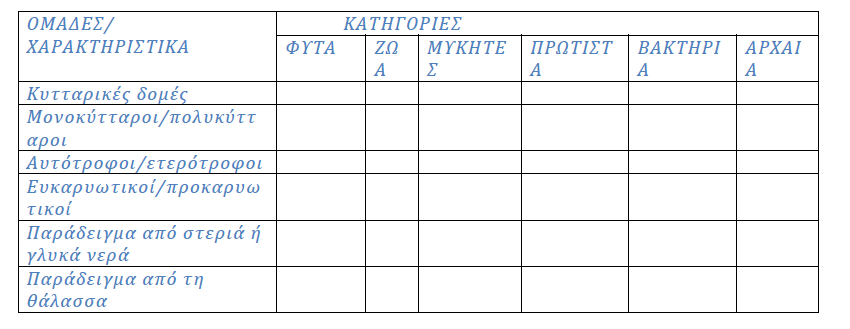 ΟΜΑΔΕΣ/
ΧΑΡΑΚΤΗΡΙΣΤΙΚΑ
ΚΑΤΗΓΟΡΙΕΣ
ΦΥΤΑ
ΖΩ
Α
ΜΥΚΗΤΕ
Σ
ΠΡΩΤΙΣΤ
Α
ΒΑΚΤΗΡΙ
Α
ΑΡΧΑΙ
Α
Κυτταρικές δομές
Μονοκύτταροι/πολυκύττ
αροι
Αυτότροφοι/ετερότροφοι
Ευκαρυωτικοί/προκαρυω
τικοί
Παράδειγμα από στεριά ή
γλυκά νερά
Παράδειγμα από τη
θάλασσα